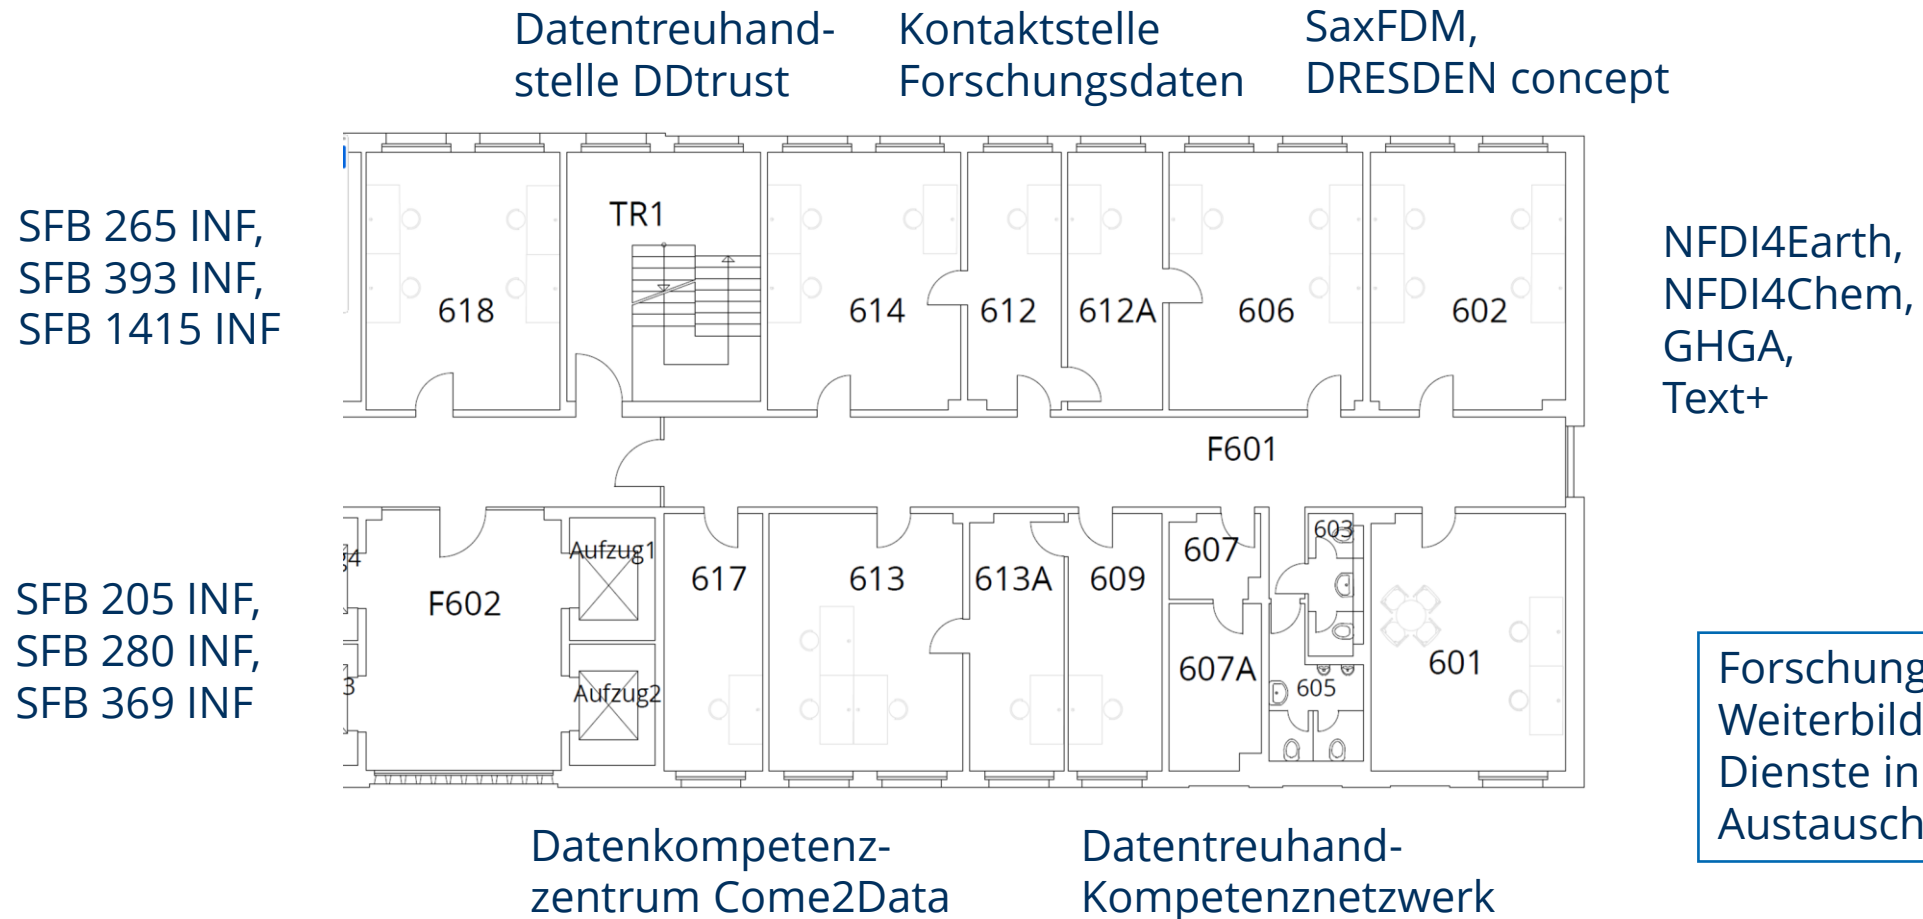 Datentreuhand-
stelle DDtrust
Kontaktstelle
Forschungsdaten
SaxFDM,
DRESDEN concept
SFB 265 INF,
SFB 393 INF,
SFB 1415 INF
618
TR1
614
612
612A
606
602
NFDI4Earth,
NFDI4Chem,
GHGA,
Text+
F601
SFB 205 INF,
SFB 280 INF,
SFB 369 INF
F602
Aufzug1
Aufzug2
617
613
613A
609
607
607A
603
605
601
Forschung
Weiterbild
Dienste in
Austausch
Datenkompetenz-
zentrum Come2Data
Datentreuhand-
Kompetenznetzwerk